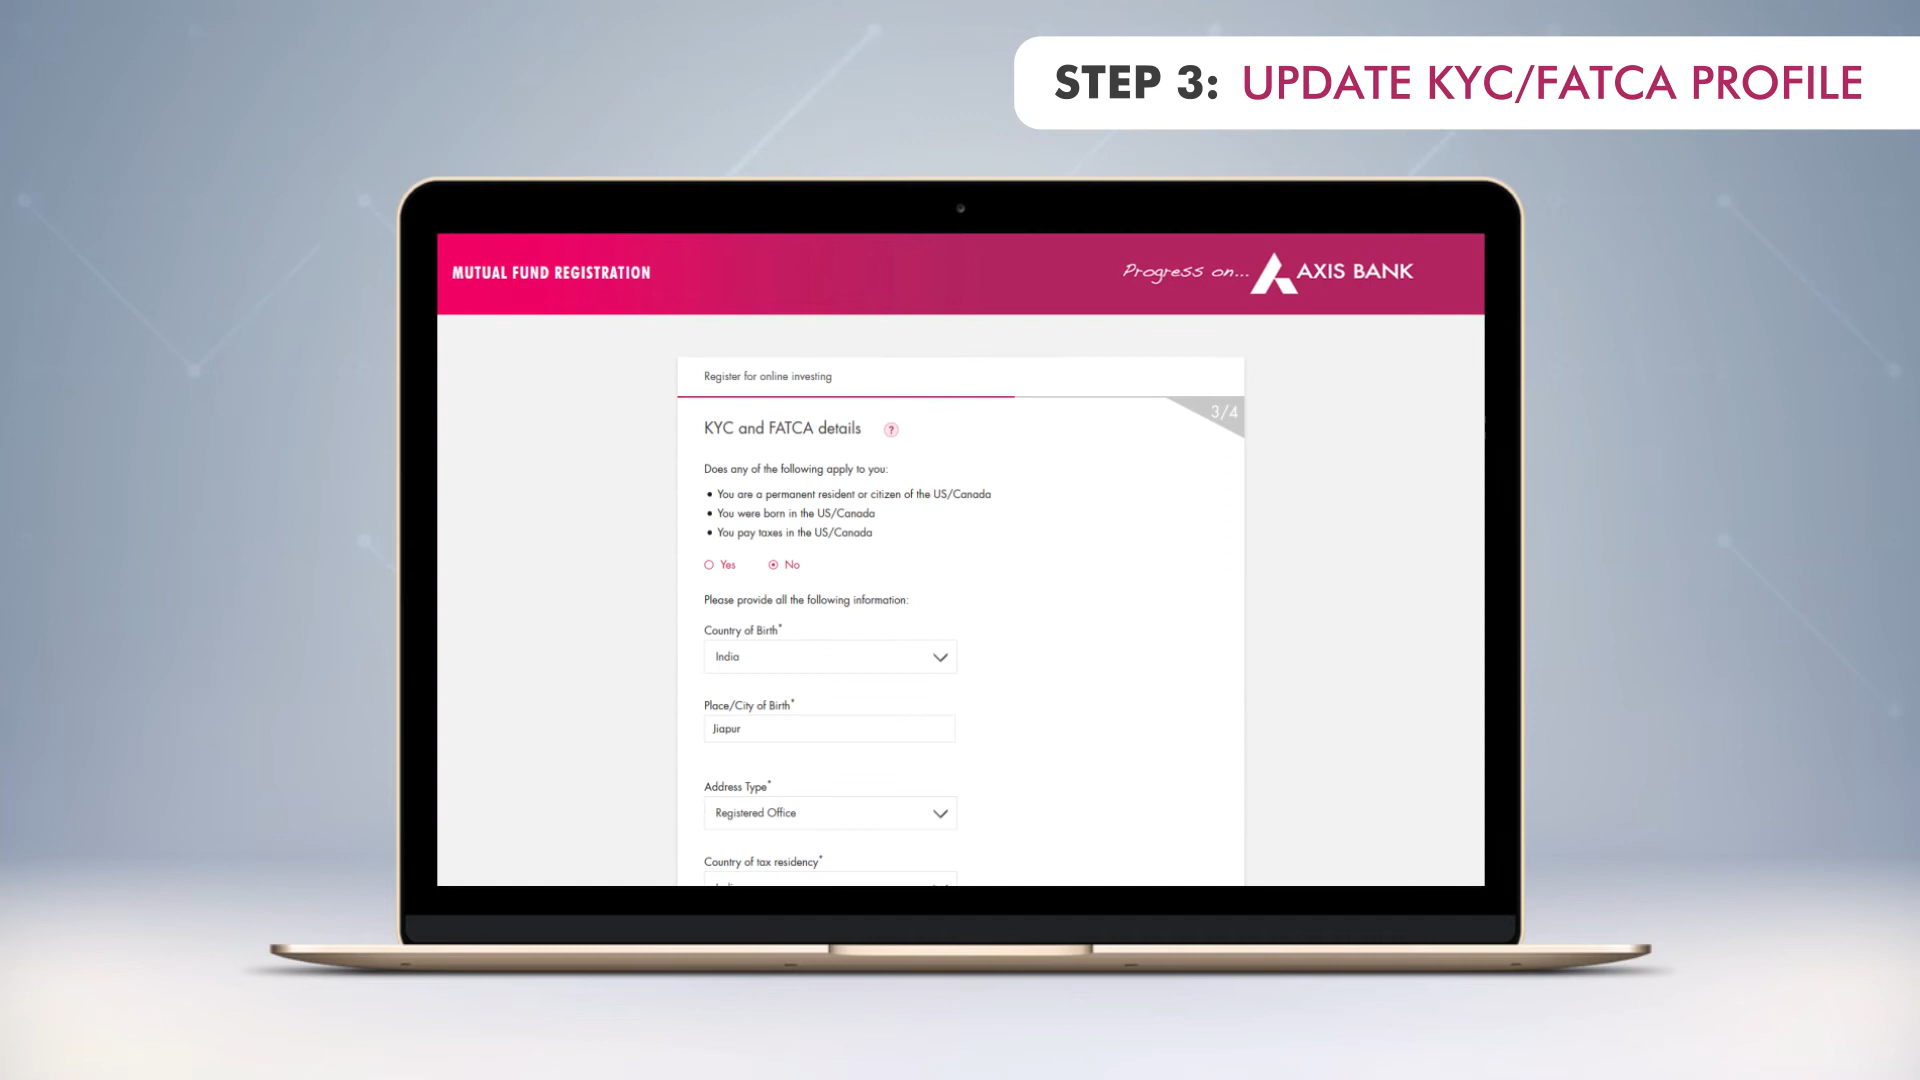 STEP 3: UPDATE KYC/FATCA PROFILE
MUTUAL FUND REGISTRATION
Progress on...
AXIS BANK
Register for online investing
3/4
KYC and FATCA details ?
Does any of the following apply to you:
• You are a permanent resident or citizen of the US/Canada
• You were born in the US/Canada
• You pay taxes in the US/Canada
Yes No
Please provide all the following information:
Country of Birth*
India
Place/City of Birth*
Jiapur
Address Type*
Registered Office
Country of tax residency*